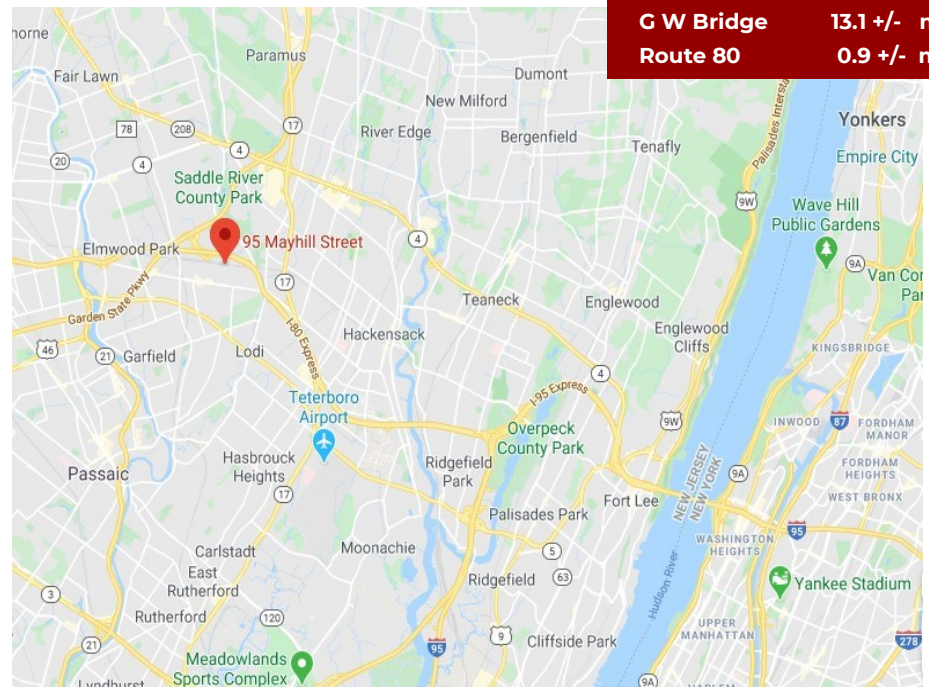 G W Bridge 13.1 +/-
Route 80 0.9 +/-
Paramus
Fair Lawn
Dumont
New Milford
78
208
17
River Edge
Bergenfield
Yonkers
20
4
4
Tenafly
Palisades
Empire City
Saddle River
County Park
9W
Wave Hill
Public Gardens
95 Mayhill Street
Elmwood Park
4
9A
Van
17
Teaneck
Englewood
Garden State Pkwy
I-80 Express
Hackensack
Englewood
Cliffs
KINGSBRIDGE
46
21
Garfield
Lodi
4
I-95 Express
Teterboro
Airport
9W
Overpeck
County Park
INWOOD
87
FORDHAM
MANOR
Hasbrouck
Heights
Ridgefield
Park
Passaic
17
NEW JERSEY
NEW YORK
9A
FORDHAM
HEIGHTS
WEST BRONX
Fort Lee
Palisades Park
95
WASHINGTON
HEIGHTS
Carlstadt
Moonachie
5
East
Rutherford
Ridgefield
63
Hudson River
Yankee Stadium
3
Rutherford
120
UPPER
MANHATTAN
21
95
9
Cliffside Park
278
Meadowlands
Sports Complex
Lyndhurst
9A
HARLEM